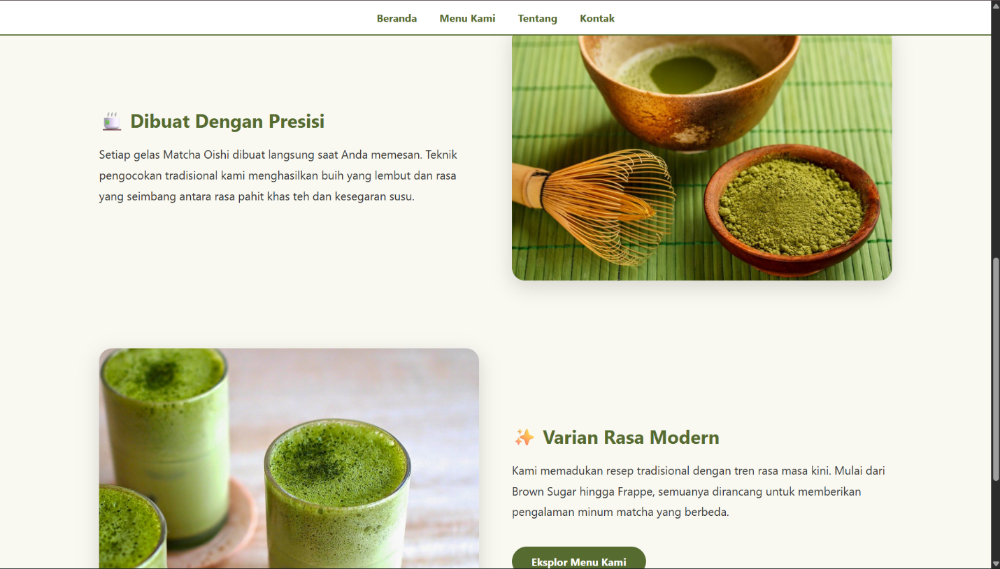 Beranda Menu Kami Tentang Kontak
🍵 Dibuat Dengan Presisi
Setiap gelas Matcha Oishi dibuat langsung saat Anda memesan. Teknik
pengocokan tradisional kami menghasilkan buih yang lembut dan rasa
yang seimbang antara rasa pahit khas teh dan kesegaran susu.
✨ Varian Rasa Modern
Kami memadukan resep tradisional dengan tren rasa masa kini. Mulai dari
Brown Sugar hingga Frappe, semuanya dirancang untuk memberikan
pengalaman minum matcha yang berbeda.
Eksplor Menu Kami